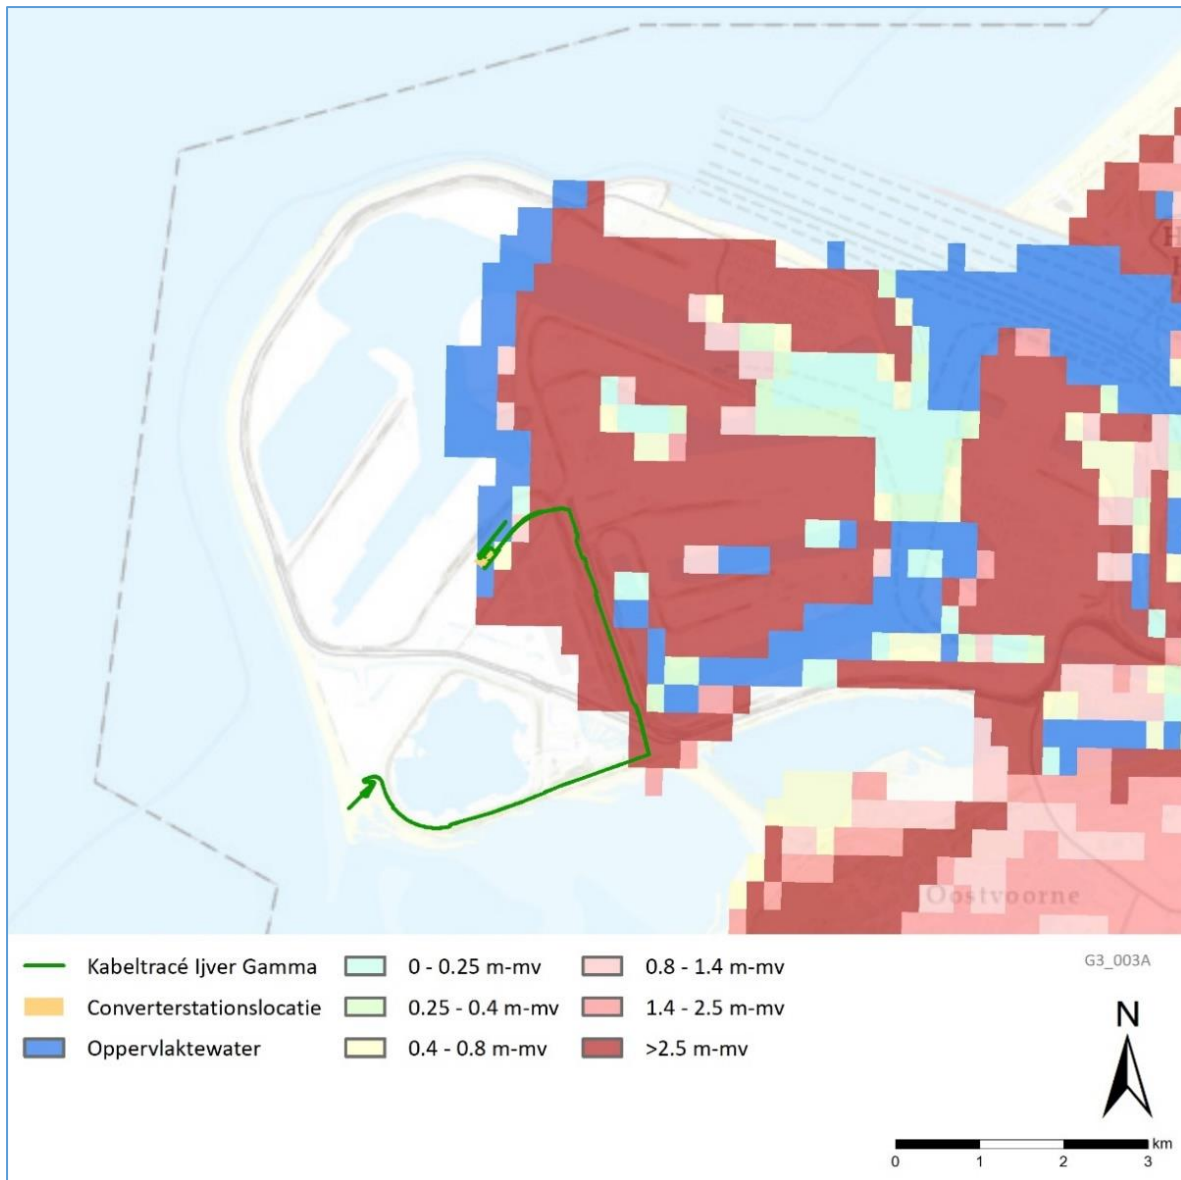 Oostvoorne
Kabeltracé Ijver Gamma
Converterstationslocatie
Oppervlaktewater
0 - 0.25 m-mv
0.25 - 0.4 m-mv
0.4 - 0.8 m-mv
0.8 - 1.4 m-mv
1.4 - 2.5 m-mv
>2.5 m-mv
G3_003A
N
km
0 1 2 3